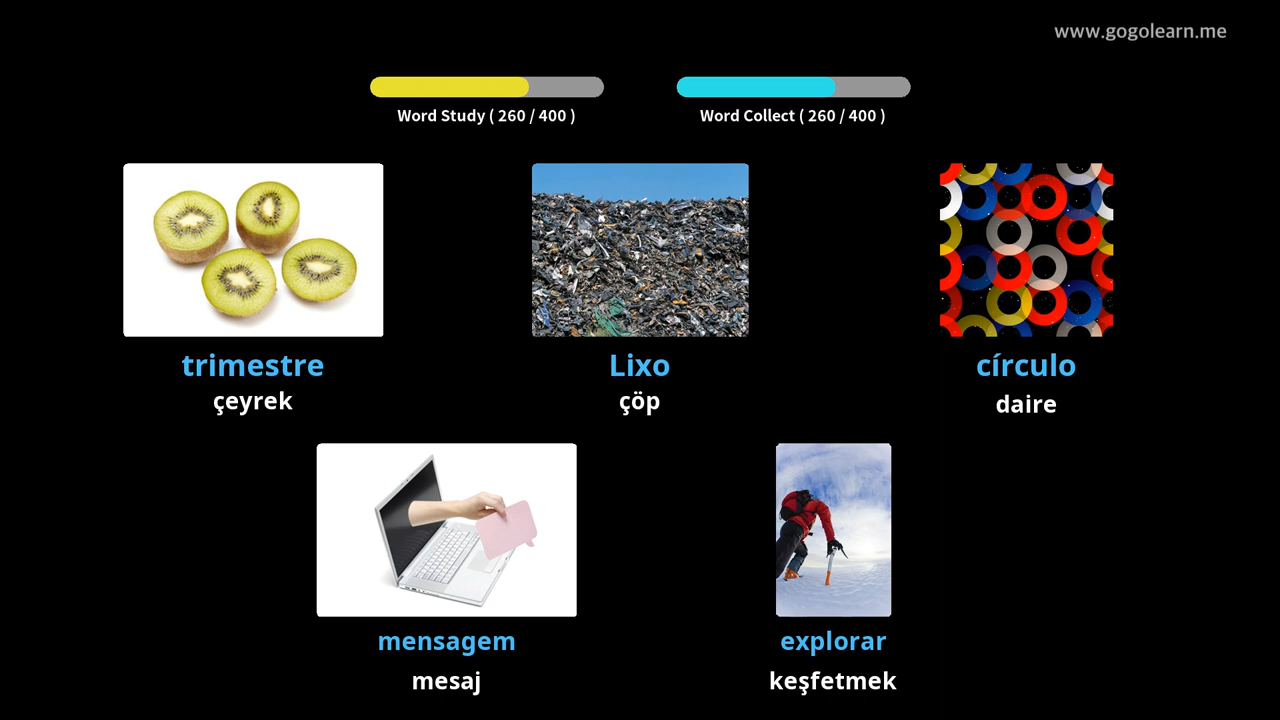 www.gogolearn.me
Word Study ( 260 / 400 )
Word Collect ( 260 / 400 )
trimestre
çeyrek
Lixo
çöp
círculo
daire
mensagem
mesaj
explorar
keşfetmek